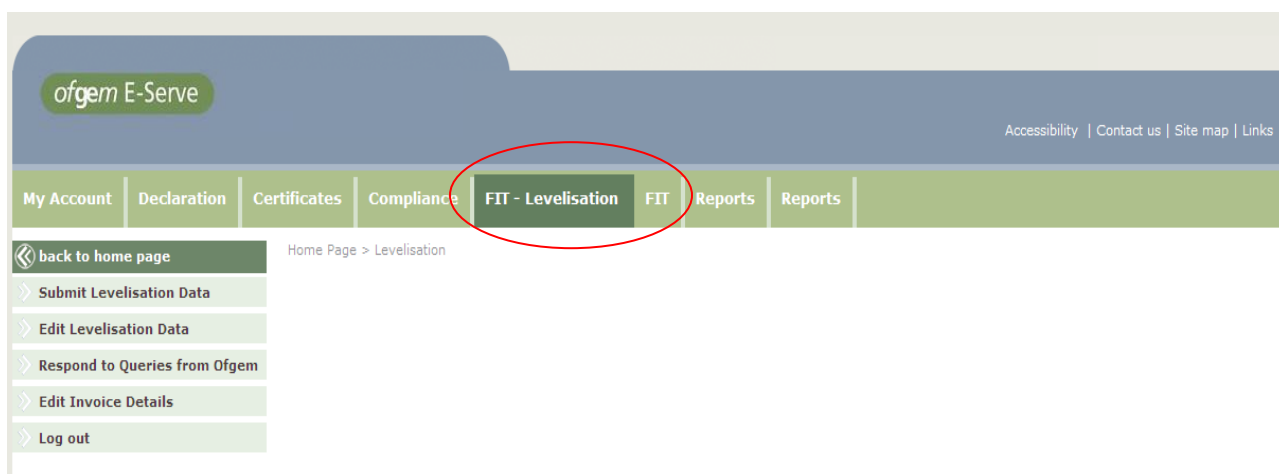 ofgem E-Serve
Accessibility | Contact us | Site map | Links
My Account Declaration Certificates Compliance FIT - Levelisation FIT Reports Reports
back to home page
Home Page > Levelisation
Submit Levelisation Data
Edit Levelisation Data
Respond to Queries from Ofgem
Edit Invoice Details
Log out